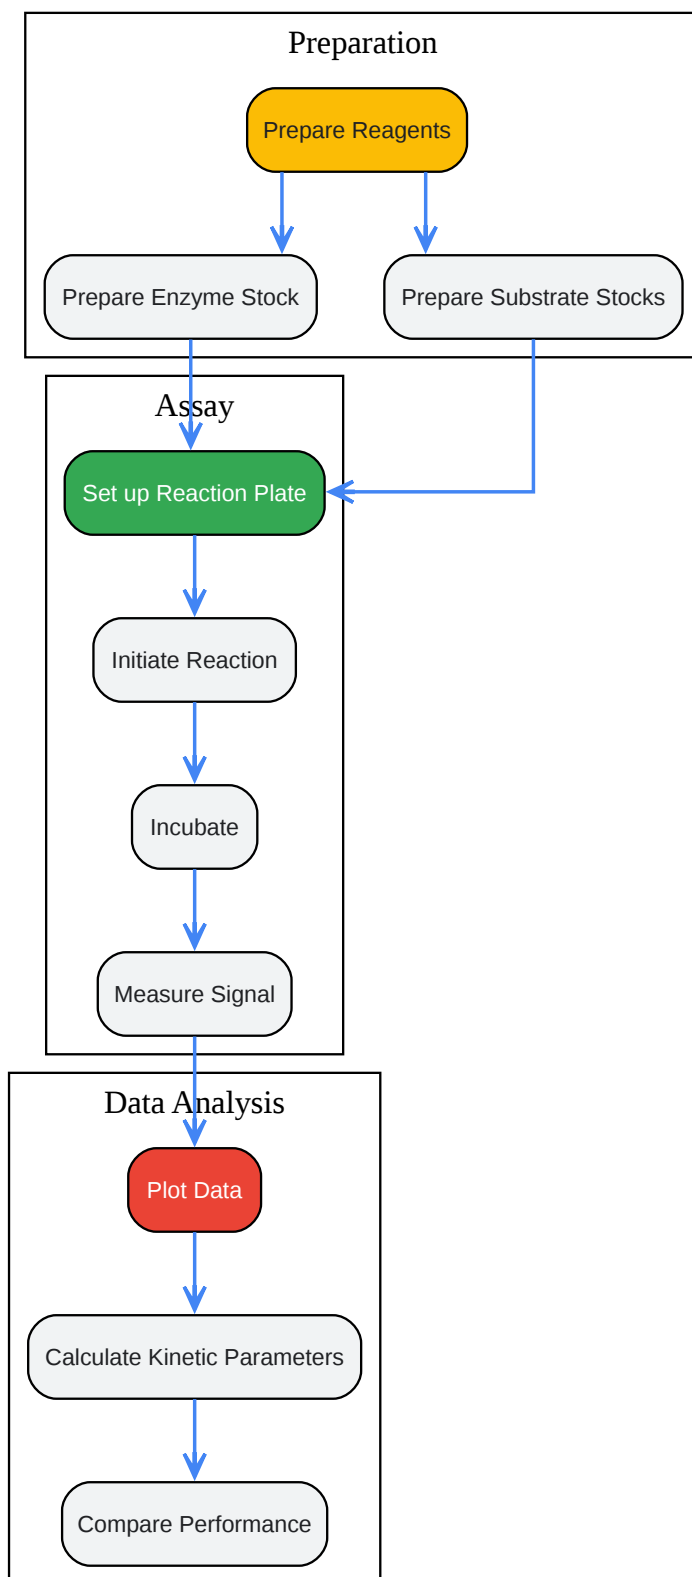 Preparation
Prepare Reagents
Prepare Enzyme Stock
Prepare Substrate Stocks
Assay
Set up Reaction Plate
Initiate Reaction
Incubate
Measure Signal
Data Analysis
Plot Data
Calculate Kinetic Parameters
Compare Performance